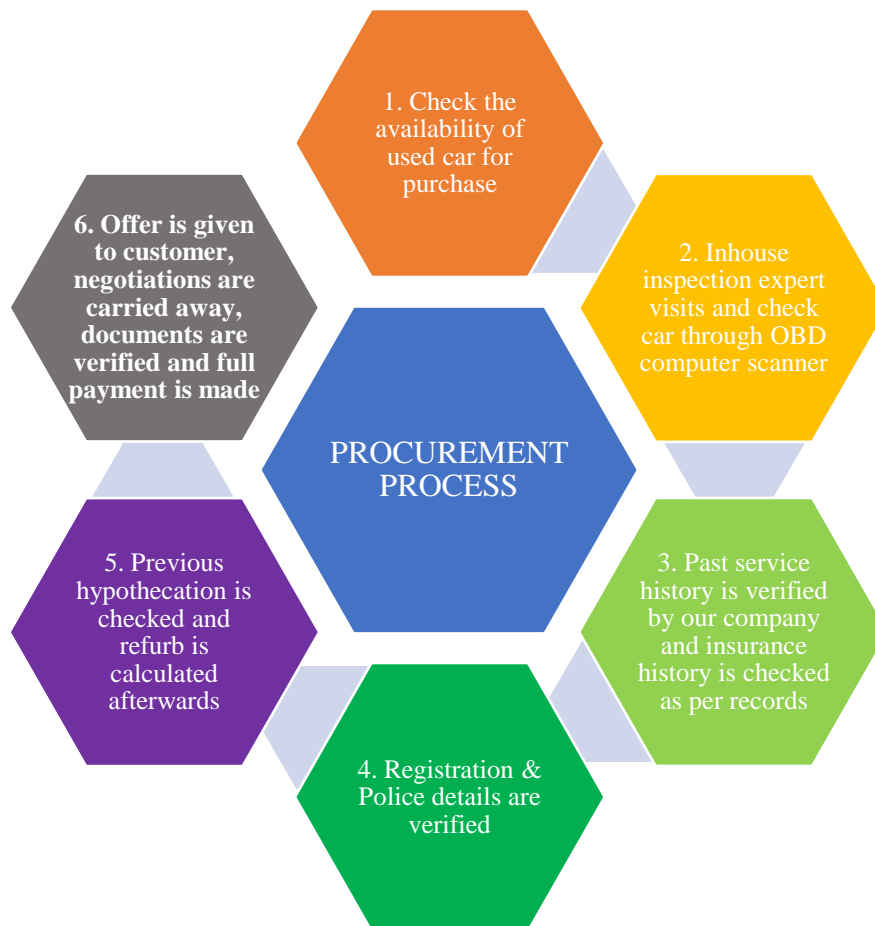 1. Check the
availability of
used car for
purchase
2. Inhouse
inspection expert
visits and check
car through OBD
computer scanner
3. Past service
history is verified
by our company
and insurance
history is checked
as per records
4. Registration &
Police details are
verified
5. Previous
hypothecation is
checked and
refurb is
calculated
afterwards
6. Offer is given
to customer,
negotiations are
carried away,
documents are
verified and full
payment is made
PROCUREMENT
PROCESS